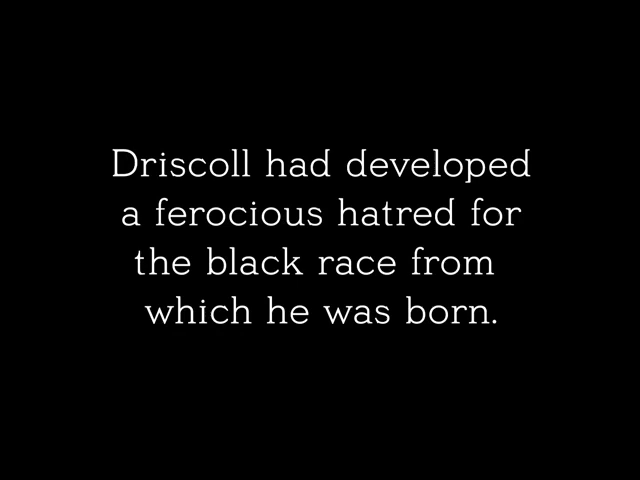 Driscoll had developed
a ferocious hatred for
the black race from
which he was born.